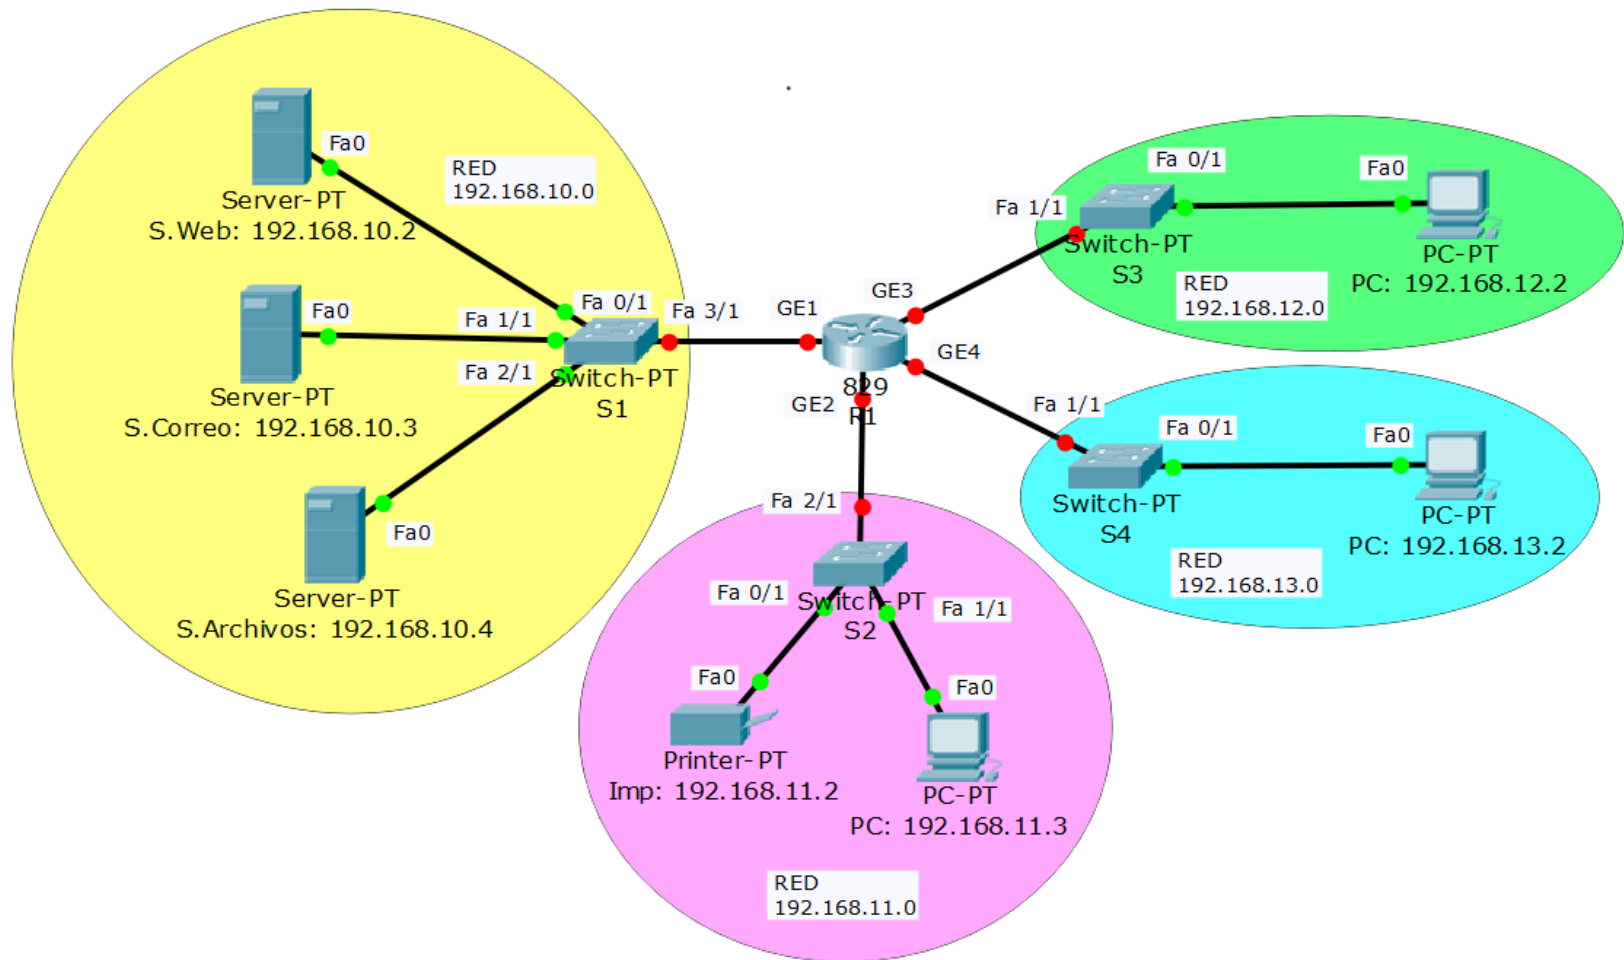 Fa0
RED
192.168.10.0
Server-PT
S.Web: 192.168.10.2
Fa0
Fa 0/1
Fa 1/1
Fa 3/1
Fa 2/1
Switch-PT
S1
Server-PT
S.Correo: 192.168.10.3
Fa0
Server-PT
S.Archivos: 192.168.10.4
GE1
GE3
GE4
GE2
829
R1
Fa 0/1
Fa0
Fa 1/1
Switch-PT
S3
PC-PT
PC: 192.168.12.2
RED
192.168.12.0
Fa 1/1
Fa 0/1
Fa0
Switch-PT
S4
PC-PT
PC: 192.168.13.2
RED
192.168.13.0
Fa 2/1
Fa 0/1
Switch-PT
S2
Fa 1/1
Fa0
Fa0
Printer-PT
Imp: 192.168.11.2
PC-PT
PC: 192.168.11.3
RED
192.168.11.0